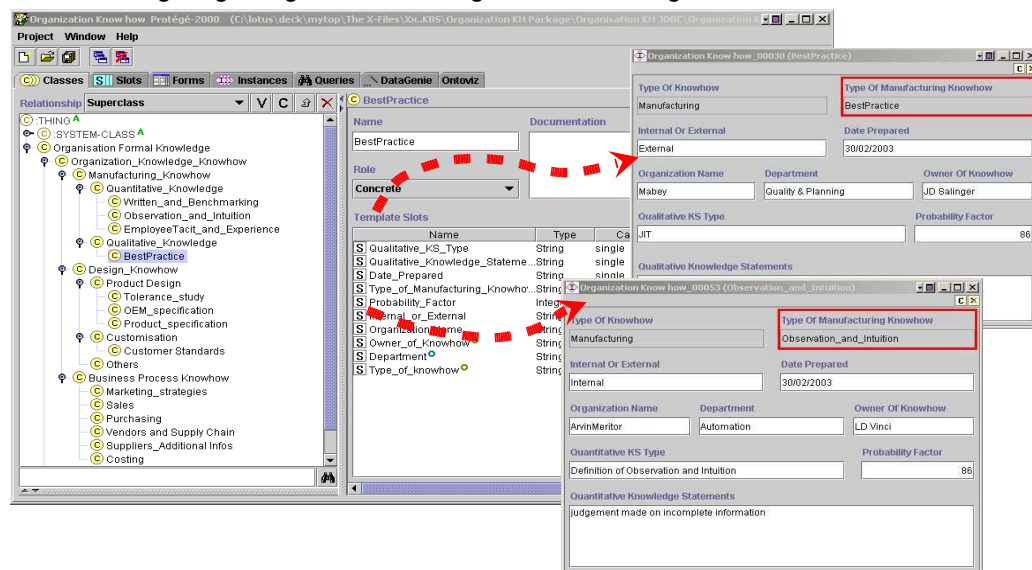 Organization Know how Protégé-2000 (C:\lotus\deck\mytop\The X-Files\Xx..KBS\Organization KH Package\Organisation KH JDBC\Organization
Project Window Help
Classes Slots Forms Instances Queries DataGenie Ontoviz
Relationship Superclass V C
:THING A
:SYSTEM-CLASS A
Organisation Formal Knowledge
Organization_Knowledge_Knowhow
Manufacturing_Knowhow
Quantitative_Knowledge
Written_and_Benchmarking
Observation_and_Intuition
EmployeeTacit_and_Experience
Qualitative_Knowledge
BestPractice
Design_Knowhow
Product Design
Tolerance_study
OEM_specification
Product_specification
Customisation
Customer Standards
Others
Business Process Knowhow
Marketing_strategies
Sales
Purchasing
Vendors and Supply Chain
Suppliers_Additional Infos
Costing
BestPractice
Name Documentation
BestPractice
Role
Concrete
Template Slots
Name Type Ca
S Qualitative_KS_Type String single
S Qualitative_Knowledge_Stateme... String single
S Date_Prepared String single
S Type_of_Manufacturing_Knowho... String
S Probability_Factor Integ
S Internal_or_External String
S Organization_Name String
S Owner_of_Knowhow String
S Department String
S Type_of_knowhow String
Organization Know how_00030 (BestPractice)
Type Of Knowhow Type Of Manufacturing Knowhow
Manufacturing BestPractice
Internal Or External Date Prepared
External 30/02/2003
Organization Name Department Owner Of Knowhow
Mabey Quality & Planning JD Salinger
Qualitative KS Type Probability Factor
JIT 86
Qualitative Knowledge Statements
Organization Know how_00053 (Observation_and_Intuition)
Type Of Knowhow Type Of Manufacturing Knowhow
Manufacturing Observation_and_Intuition
Internal Or External Date Prepared
Internal 30/02/2003
Organization Name Department Owner Of Knowhow
ArvinMeritor Automation LD Vinci
Quantitative KS Type Probability Factor
Definition of Observation and Intuition 86
Quantitative Knowledge Statements
judgement made on incomplete information